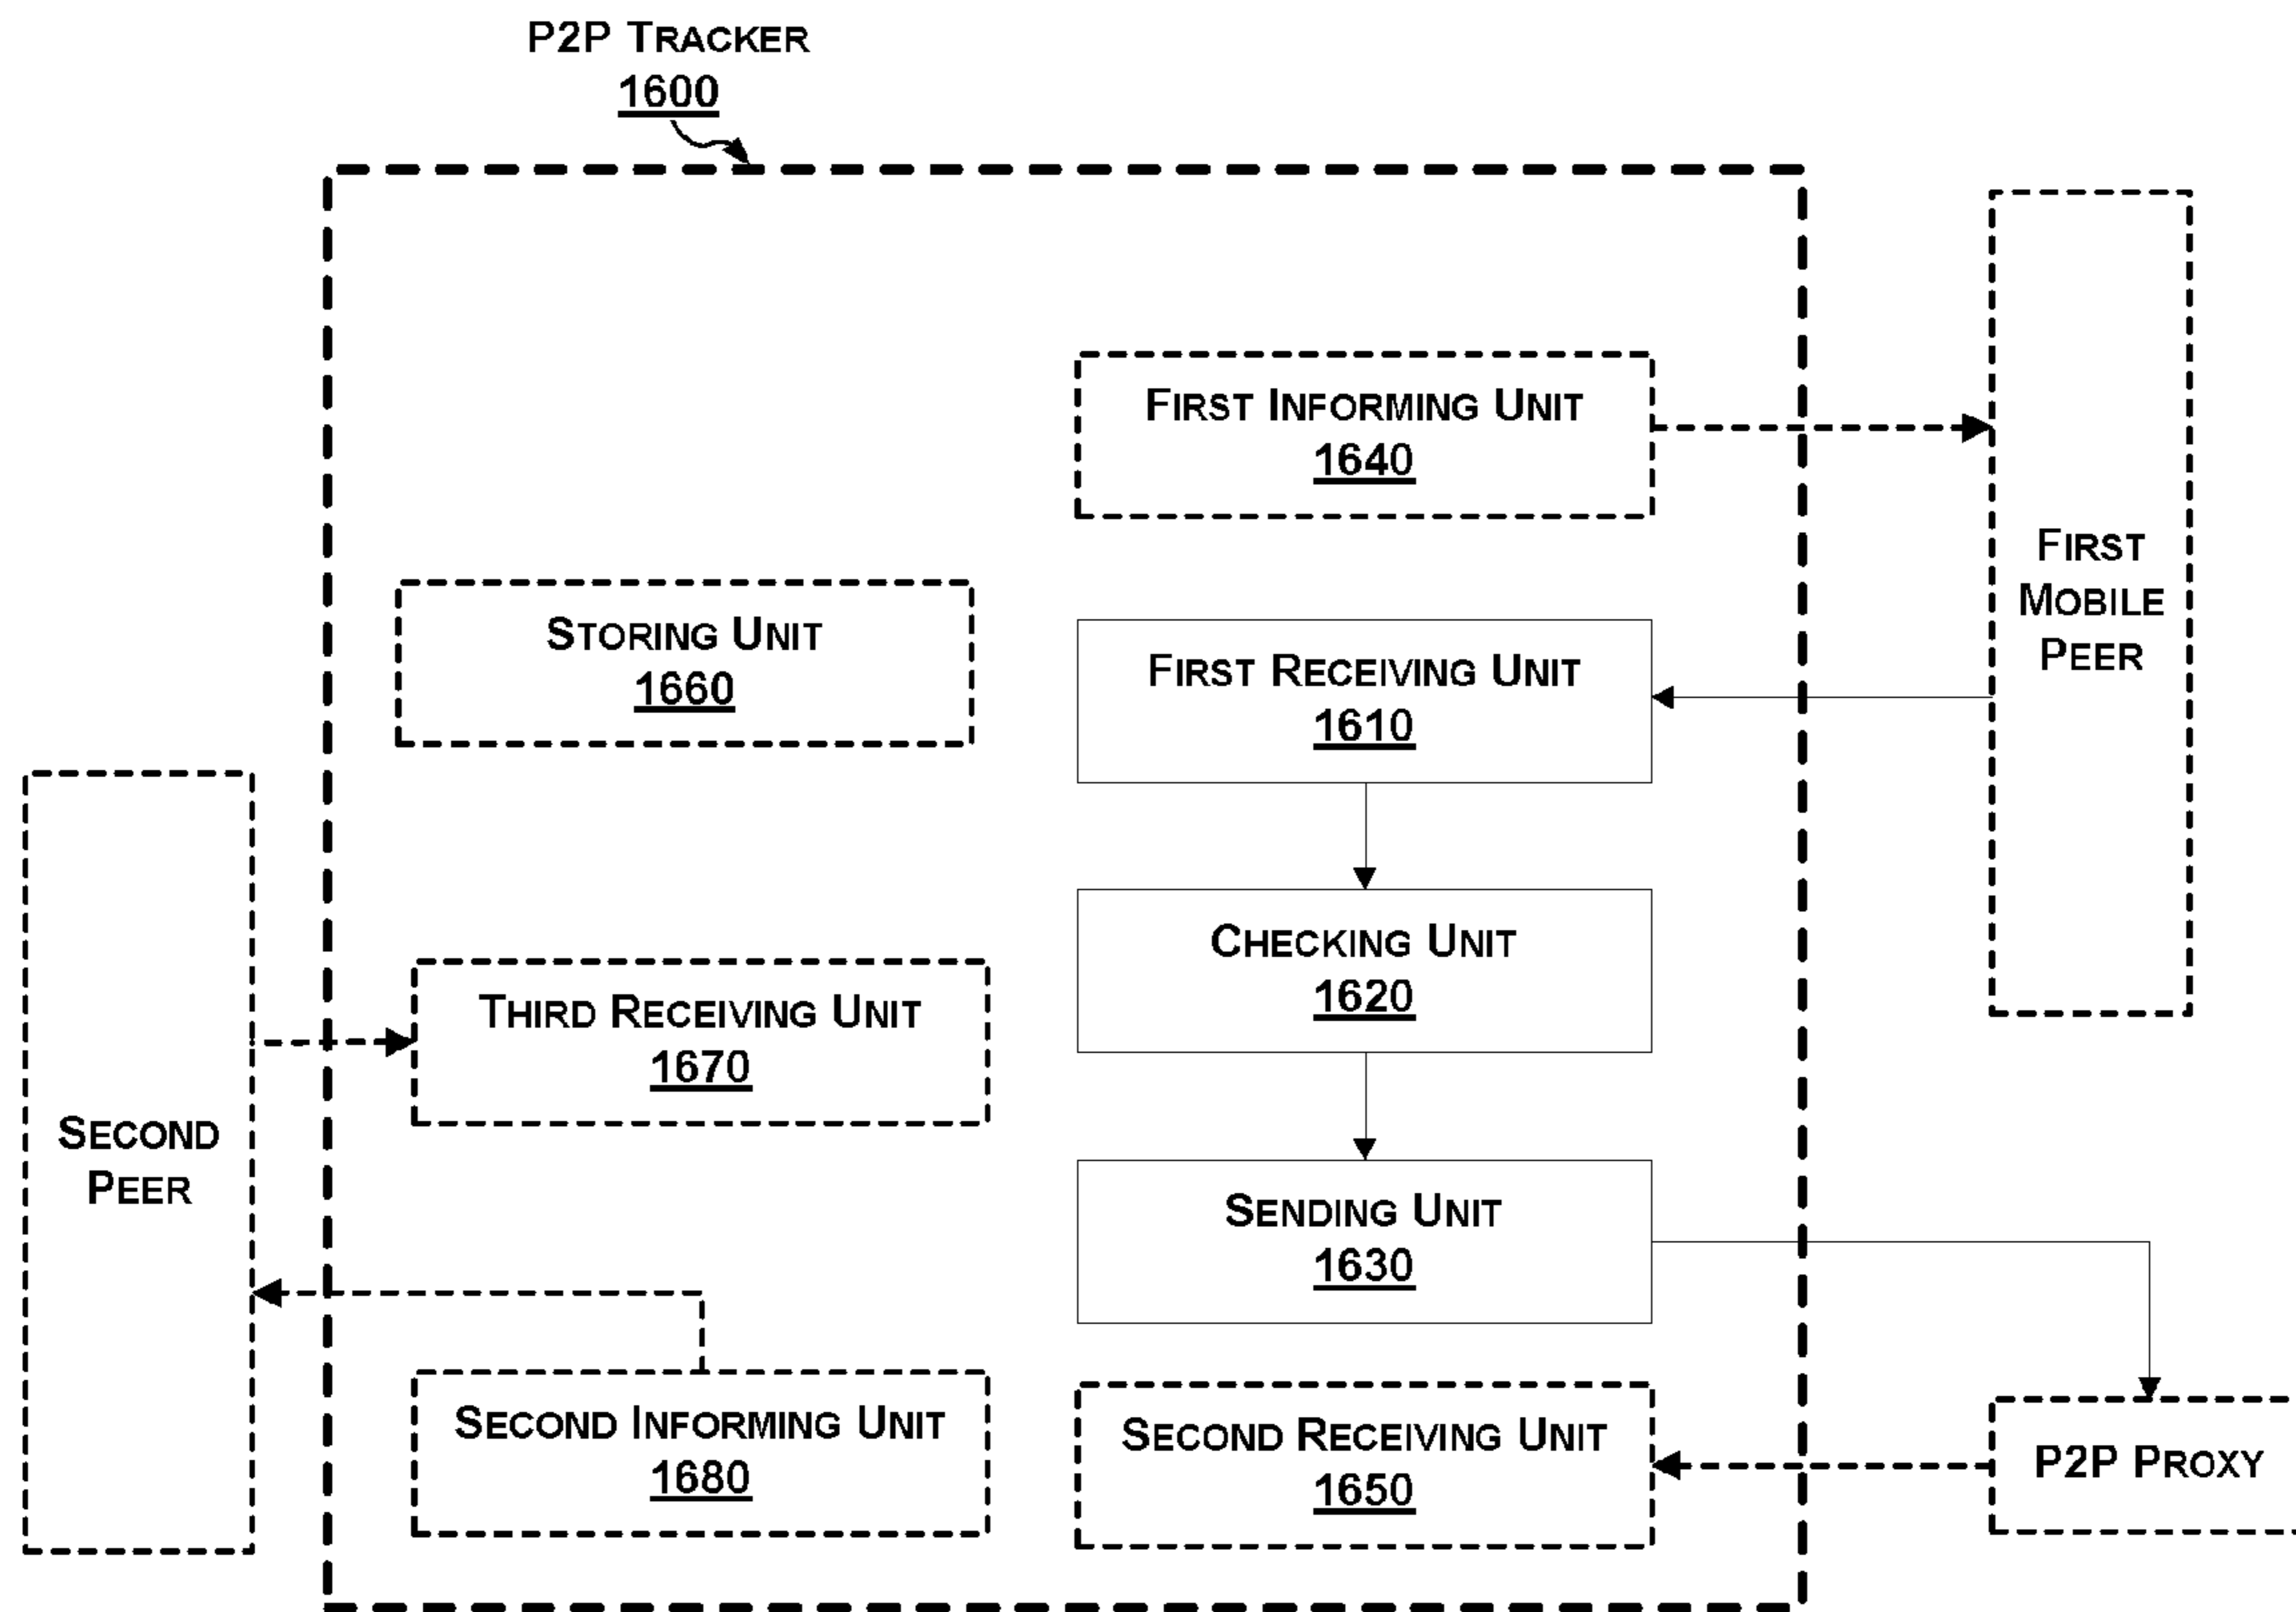 P2P TRACKER
1600
FIRST INFORMING UNIT
1640
FIRST
MOBILE
PEER
STORING UNIT
1660
FIRST RECEIVING UNIT
1610
CHECKING UNIT
1620
THIRD RECEIVING UNIT
1670
SECOND
PEER
SENDING UNIT
1630
SECOND INFORMING UNIT
1680
SECOND RECEIVING UNIT
1650
P2P PROXY